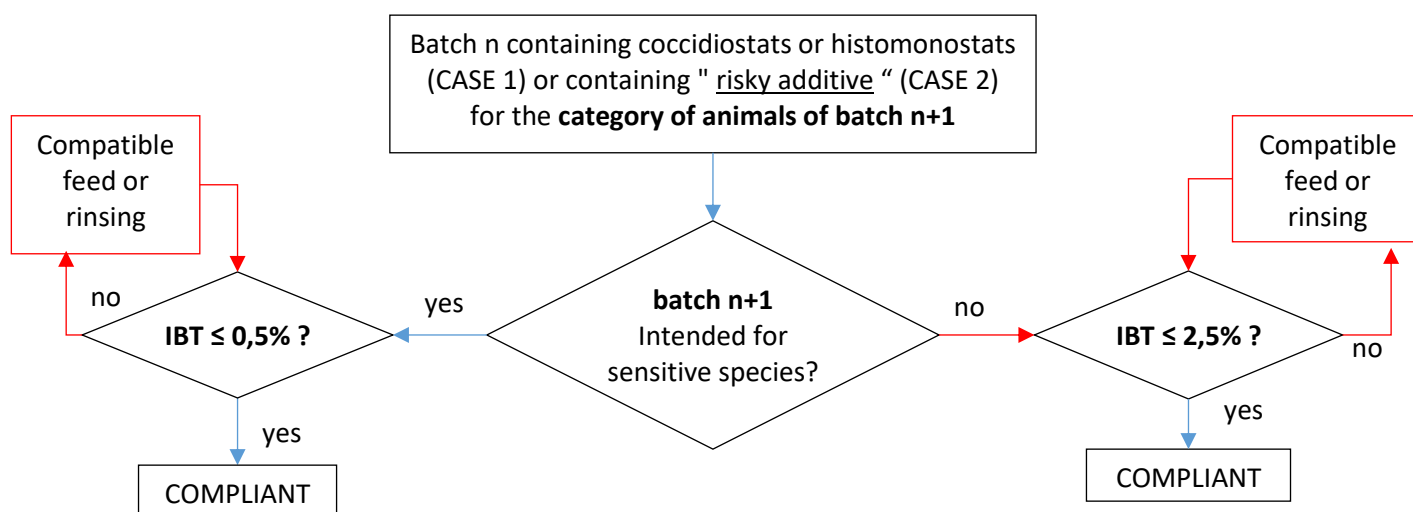 Batch n containing coccidiostats or histomonostats
(CASE 1) or containing " risky additive “ (CASE 2)
for the category of animals of batch n+1
Compatible
feed or
rinsing
Compatible
feed or
rinsing
no
IBT ≤ 0,5% ?
yes
batch n+1
Intended for
sensitive species?
no
IBT ≤ 2,5% ?
no
yes
COMPLIANT
yes
COMPLIANT